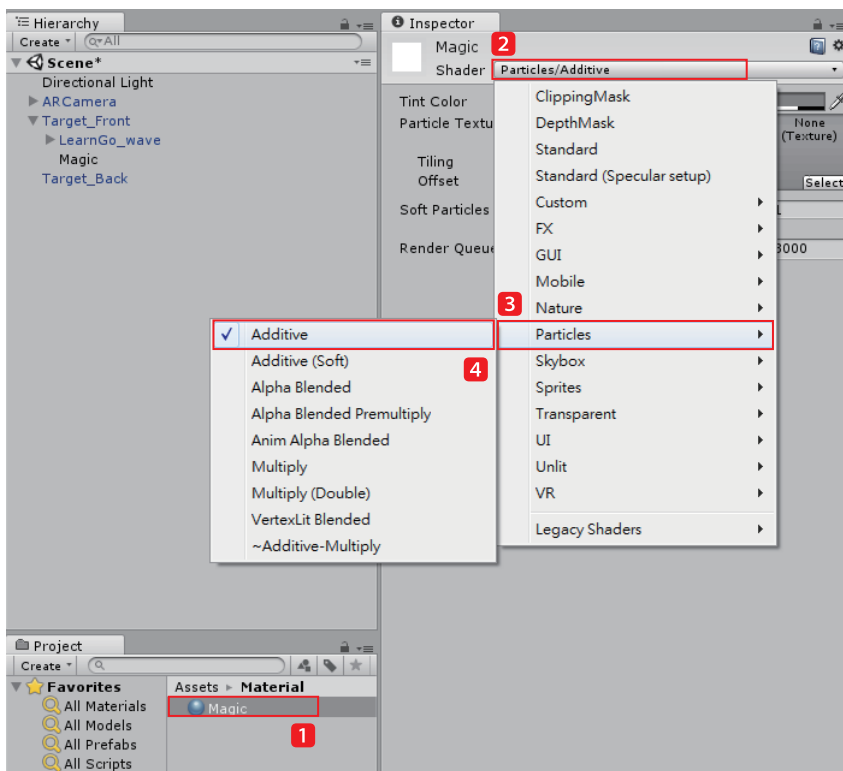 Hierarchy
Create
All
Scene*
Directional Light
ARCamera
Target_Front
LearnGo_wave
Magic
Target_Back
Inspector
Magic
2
Shader
Particles/Additive
Tint Color
Particle Textu
None
(Texture)
Tiling
Offset
Select
Soft Particles
Render Queue
3000
ClippingMask
DepthMask
Standard
Standard (Specular setup)
Custom
FX
GUI
Mobile
Nature
3
Particles
Skybox
Sprites
Transparent
UI
Unlit
VR
Legacy Shaders
Additive
Additive (Soft)
4
Alpha Blended
Alpha Blended Premultiply
Anim Alpha Blended
Multiply
Multiply (Double)
VertexLit Blended
~Additive-Multiply
Project
Create
Favorites
All Materials
All Models
All Prefabs
All Scripts
Assets Material
Magic
1